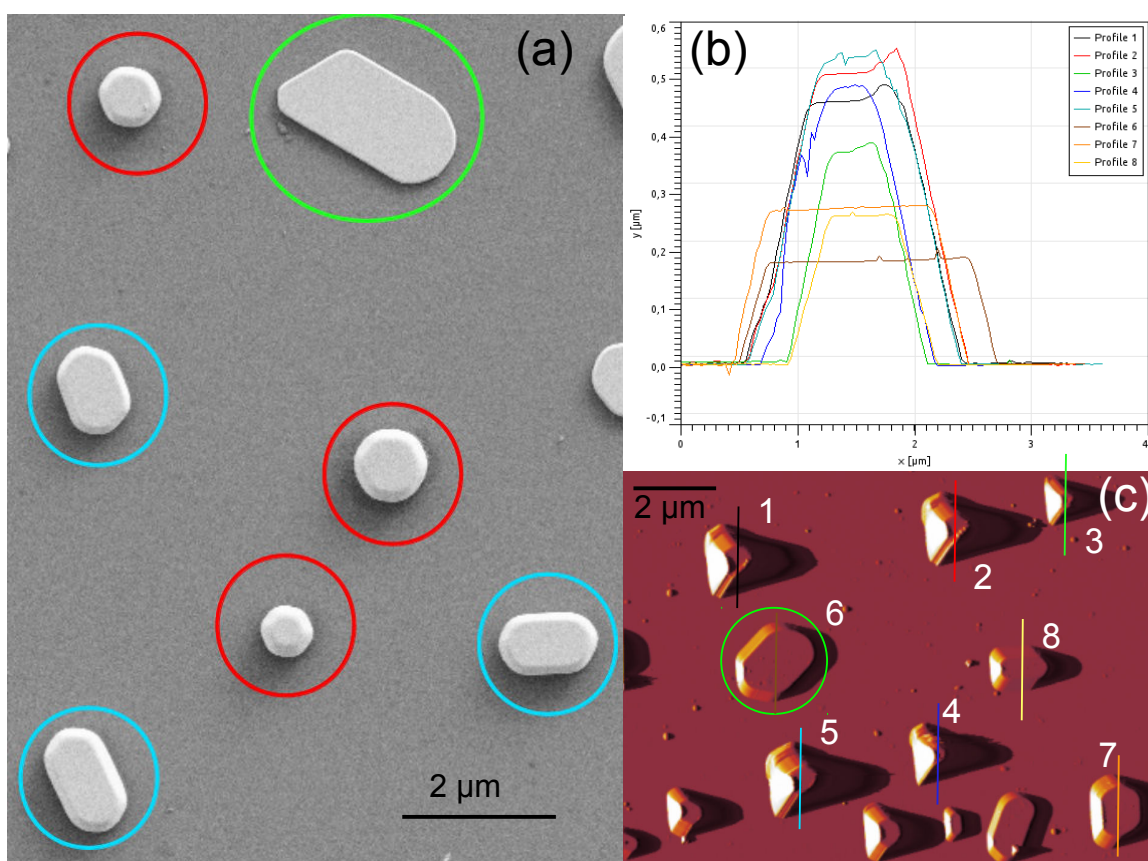 (a)
2 µm
(b)
0,6
0,5
0,4
0,3
0,2
0,1
0,0
-0,1
y [µm]
0
1
2
3
4
x [µm]
Profile 1
Profile 2
Profile 3
Profile 4
Profile 5
Profile 6
Profile 7
Profile 8
2 µm
(c)
1
2
3
6
8
4
5
7